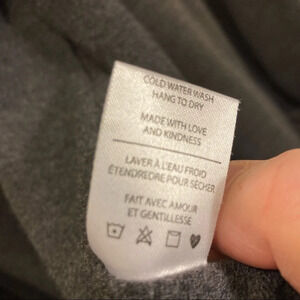 COLD WATER WASH
HANG TO DRY
MADE WITH LOVE
AND KINDNESS
LAVER À L'EAU FROID
ÉTENDREDRE POUR SÉCHER
FAIT AVEC AMOUR
ET GENTILLESSE